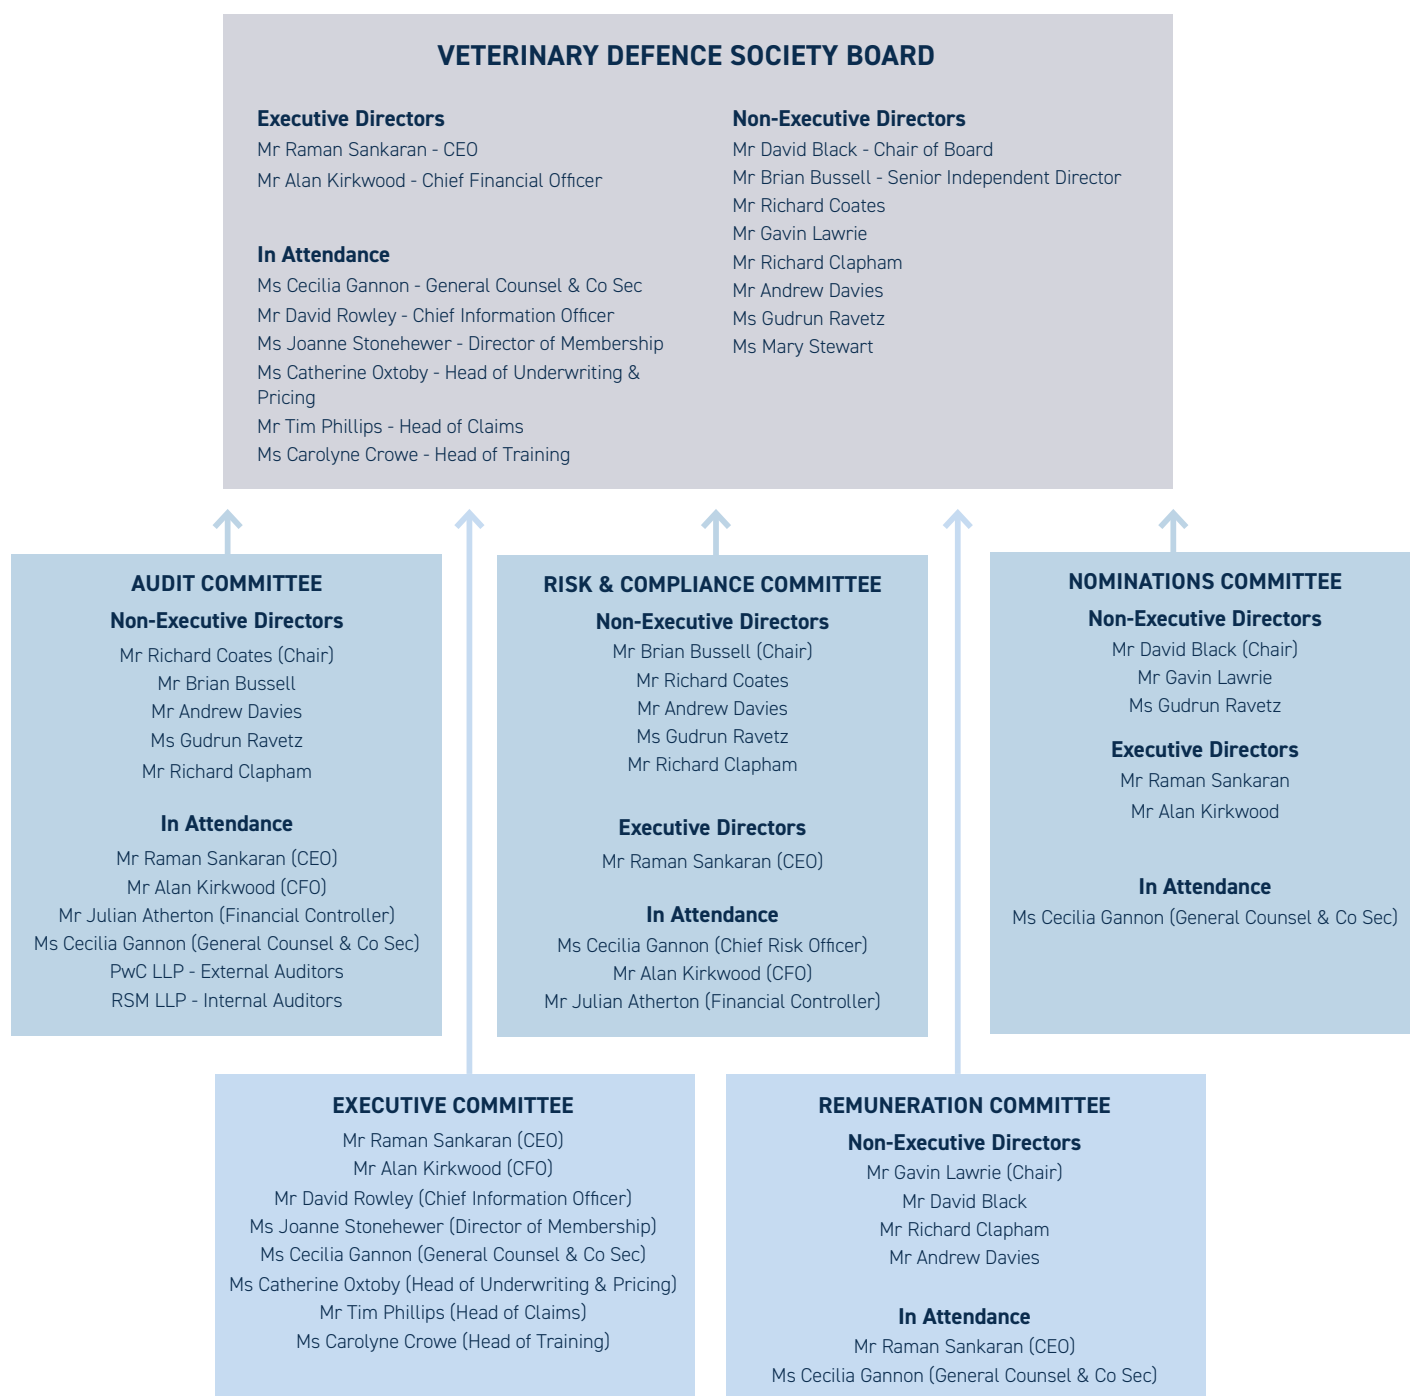 VETERINARY DEFENCE SOCIETY BOARD
Executive Directors
Mr Raman Sankaran - CEO
Mr Alan Kirkwood - Chief Financial Officer
In Attendance
Ms Cecilia Gannon - General Counsel & Co Sec
Mr David Rowley - Chief Information Officer
Ms Joanne Stonehewer - Director of Membership
Ms Catherine Oxtoby - Head of Underwriting &
Pricing
Mr Tim Phillips - Head of Claims
Ms Carolyne Crowe - Head of Training
Non-Executive Directors
Mr David Black - Chair of Board
Mr Brian Bussell - Senior Independent Director
Mr Richard Coates
Mr Gavin Lawrie
Mr Richard Clapham
Mr Andrew Davies
Ms Gudrun Ravetz
Ms Mary Stewart
AUDIT COMMITTEE
Non-Executive Directors
Mr Richard Coates (Chair)
Mr Brian Bussell
Mr Andrew Davies
Ms Gudrun Ravetz
Mr Richard Clapham
In Attendance
Mr Raman Sankaran (CEO)
Mr Alan Kirkwood (CFO)
Mr Julian Atherton (Financial Controller)
Ms Cecilia Gannon (General Counsel & Co Sec)
PwC LLP - External Auditors
RSM LLP - Internal Auditors
RISK & COMPLIANCE COMMITTEE
Non-Executive Directors
Mr Brian Bussell (Chair)
Mr Richard Coates
Mr Andrew Davies
Ms Gudrun Ravetz
Mr Richard Clapham
Executive Directors
Mr Raman Sankaran (CEO)
In Attendance
Ms Cecilia Gannon (Chief Risk Officer)
Mr Alan Kirkwood (CFO)
Mr Julian Atherton (Financial Controller)
NOMINATIONS COMMITTEE
Non-Executive Directors
Mr David Black (Chair)
Mr Gavin Lawrie
Ms Gudrun Ravetz
Executive Directors
Mr Raman Sankaran
Mr Alan Kirkwood
In Attendance
Ms Cecilia Gannon (General Counsel & Co Sec)
EXECUTIVE COMMITTEE
Mr Raman Sankaran (CEO)
Mr Alan Kirkwood (CFO)
Mr David Rowley (Chief Information Officer)
Ms Joanne Stonehewer (Director of Membership)
Ms Cecilia Gannon (General Counsel & Co Sec)
Ms Catherine Oxtoby (Head of Underwriting & Pricing)
Mr Tim Phillips (Head of Claims)
Ms Carolyne Crowe (Head of Training)
REMUNERATION COMMITTEE
Non-Executive Directors
Mr Gavin Lawrie (Chair)
Mr David Black
Mr Richard Clapham
Mr Andrew Davies
In Attendance
Mr Raman Sankaran (CEO)
Ms Cecilia Gannon (General Counsel & Co Sec)